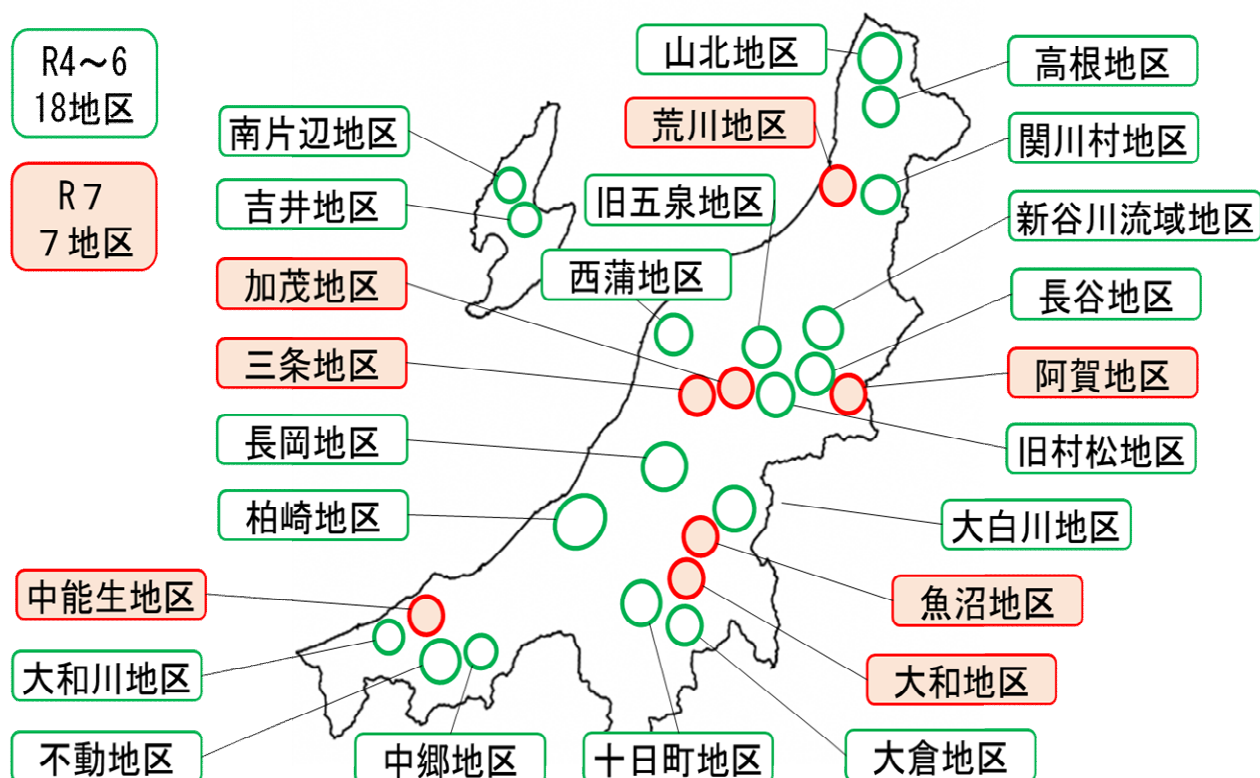 R4～6
18地区
R７
７地区
山北地区
高根地区
荒川地区
関川村地区
南片辺地区
吉井地区
旧五泉地区
新谷川流域地区
西蒲地区
加茂地区
長谷地区
三条地区
阿賀地区
長岡地区
旧村松地区
柏崎地区
大白川地区
中能生地区
魚沼地区
大和川地区
大和地区
不動地区
中郷地区
十日町地区
大倉地区